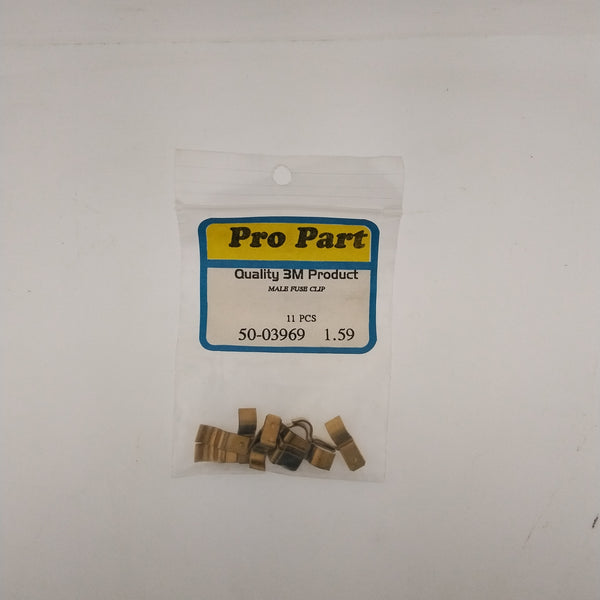 Pro Part
Quality 3M Product
MALE FUSE CLIP
11 PCS
50-03969 1.59